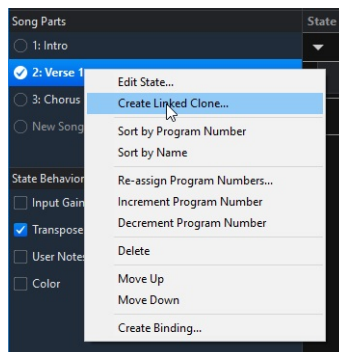 Song Parts
State
1: Intro
2: Verse 1
3: Chorus
New Song
Edit State...
Create Linked Clone...
Sort by Program Number
Sort by Name
Re-assign Program Numbers...
Increment Program Number
Decrement Program Number
Delete
Move Up
Move Down
Create Binding...
State Behavior
Input Gain
Transpose
User Notes
Color